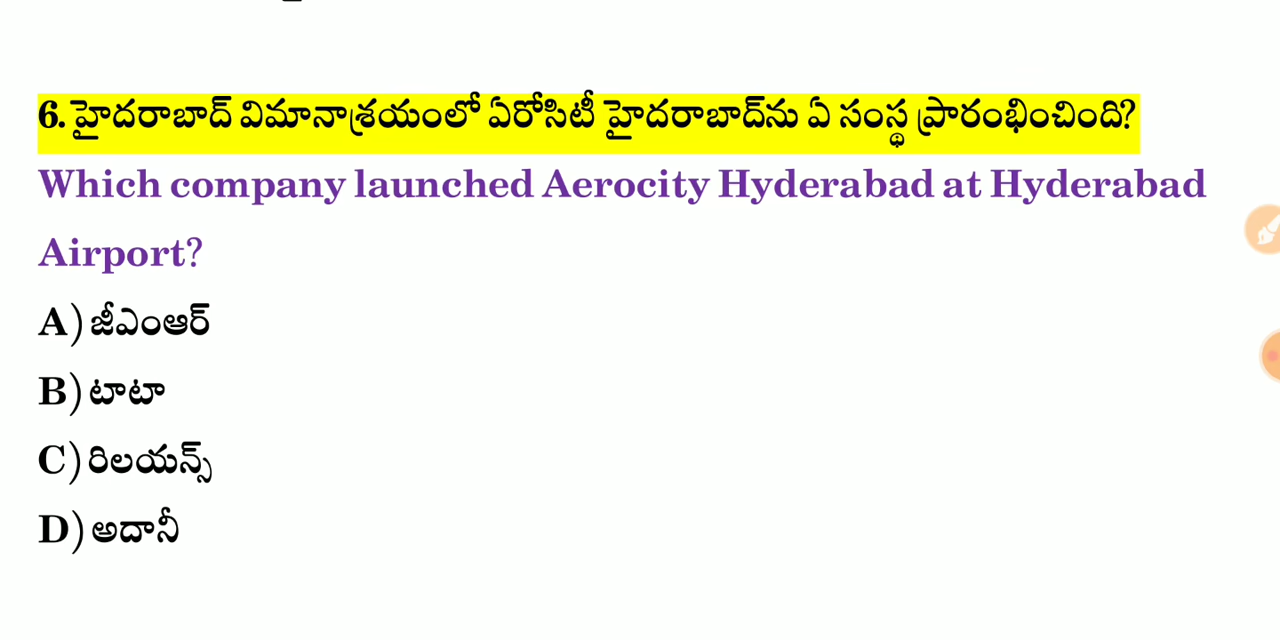 6. హైదరాబాద్ విమానాశ్రయంలో ఏరోసిటీ హైదరాబాద్‌ను ఏ సంస్థ ప్రారంభించింది?
Which company launched Aerocity Hyderabad at Hyderabad
Airport?
A) జీఎంఆర్
B) టాటా
C) రిలయన్స్
D) అదానీ